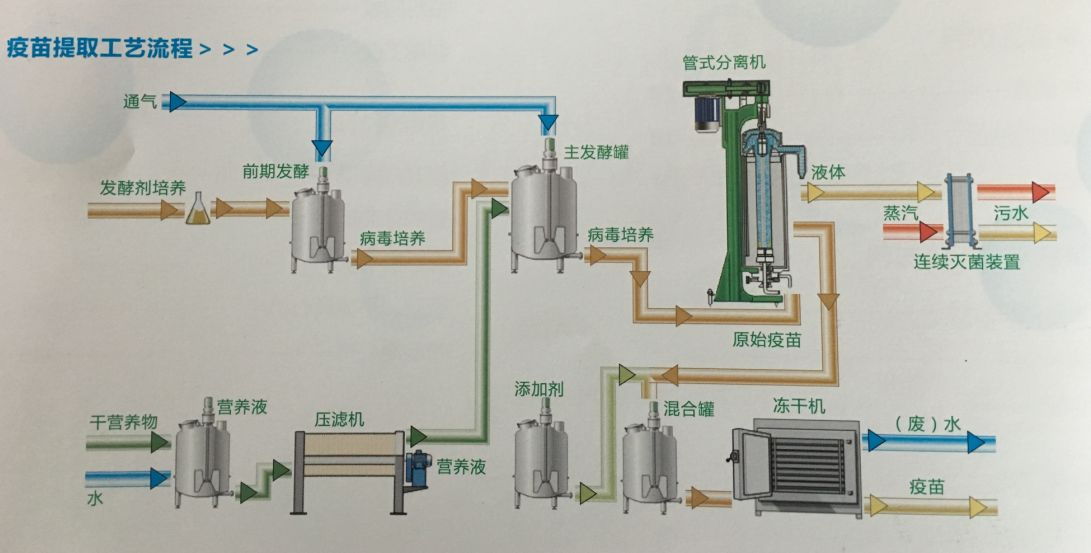 疫苗提取工艺流程>>>
管式分离机
通气
主发酵罐
前期发酵
发酵剂培养
液体
蒸汽
污水
病毒培养
病毒培养
连续灭菌装置
原始疫苗
添加剂
混合罐
冻干机
营养液
压滤机
干营养物
(废)水
营养液
水
疫苗